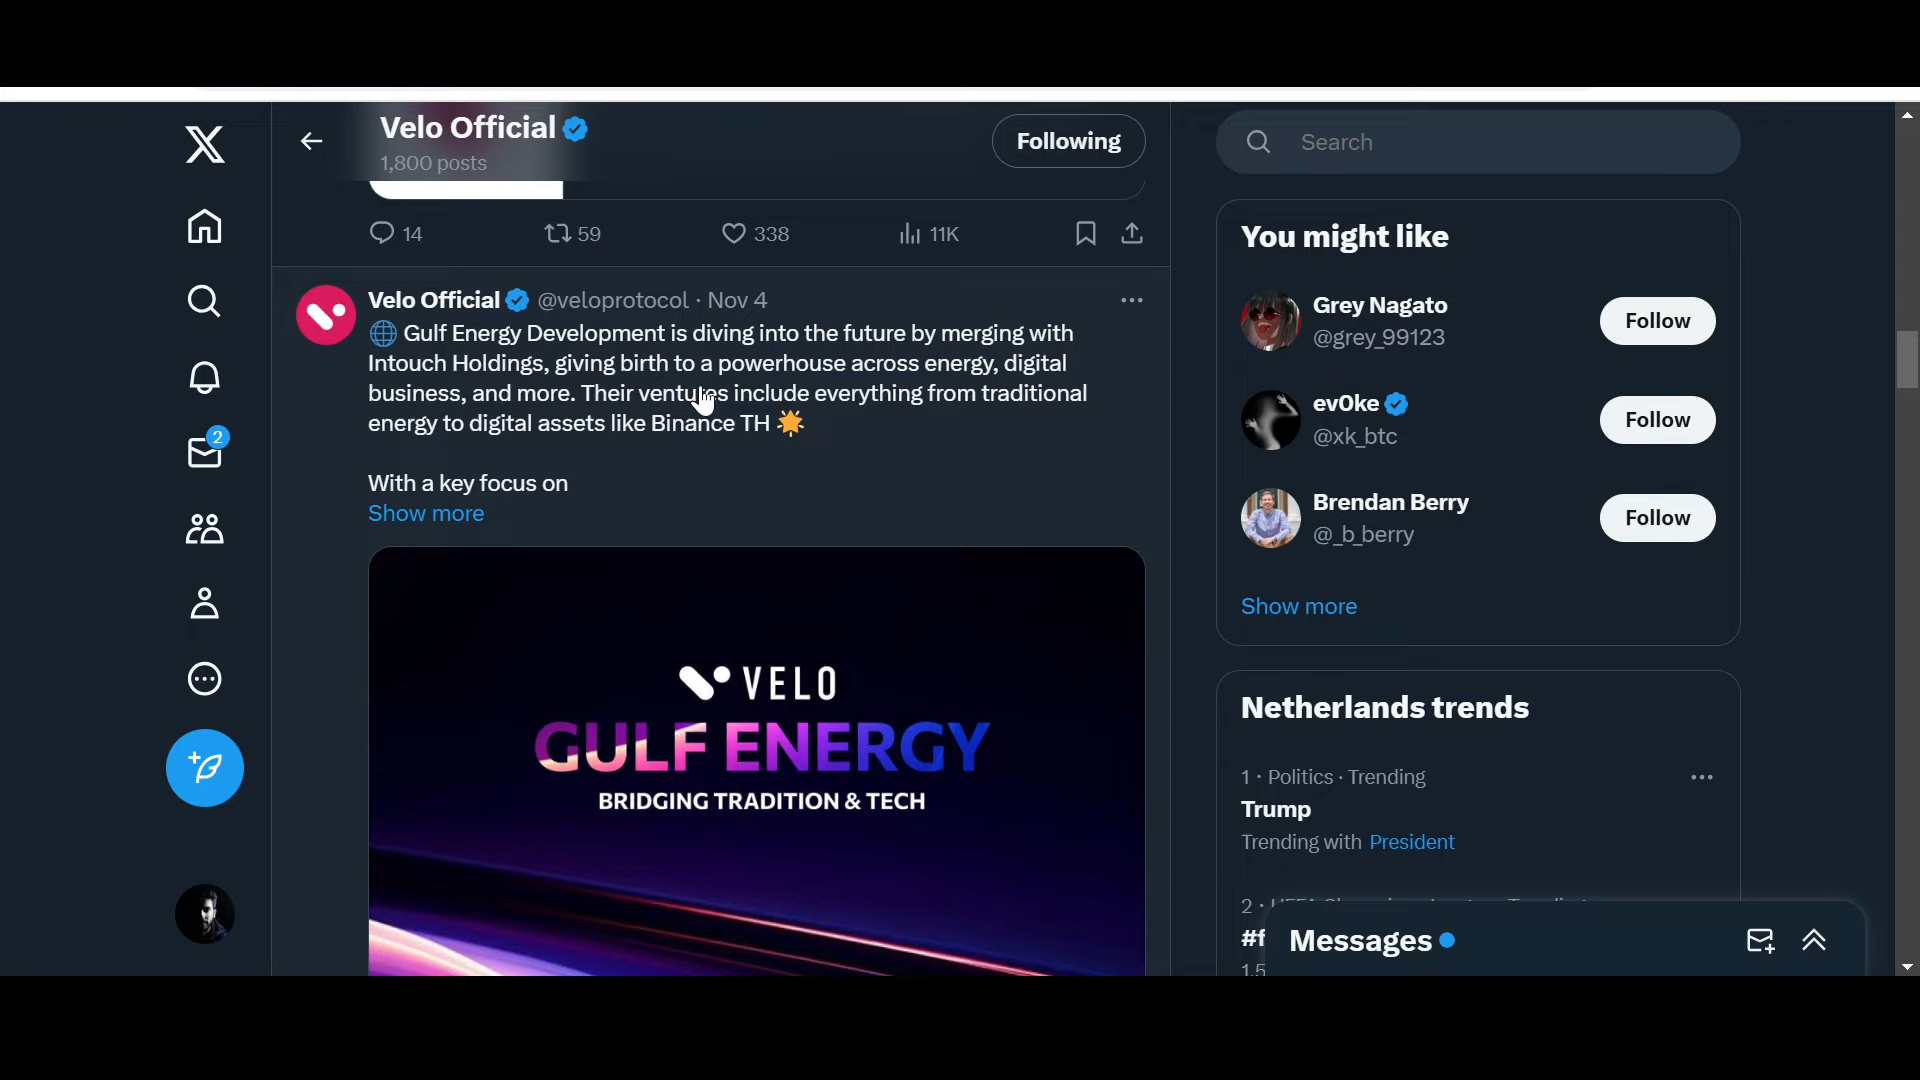 Velo Official
1,800 posts
Following
Search
14
59
338
11K
Velo Official @veloprotocol · Nov 4
🌐 Gulf Energy Development is diving into the future by merging with
Intouch Holdings, giving birth to a powerhouse across energy, digital
business, and more. Their ventures include everything from traditional
energy to digital assets like Binance TH 🌟
With a key focus on
Show more
VELO
GULF ENERGY
BRIDGING TRADITION & TECH
2
You might like
Grey Nagato
@grey_99123
Follow
ev0ke
@xk_btc
Follow
Brendan Berry
@_b_berry
Follow
Show more
Netherlands trends
1 · Politics · Trending
Trump
Trending with President
2 ·
#f
1.5
Messages